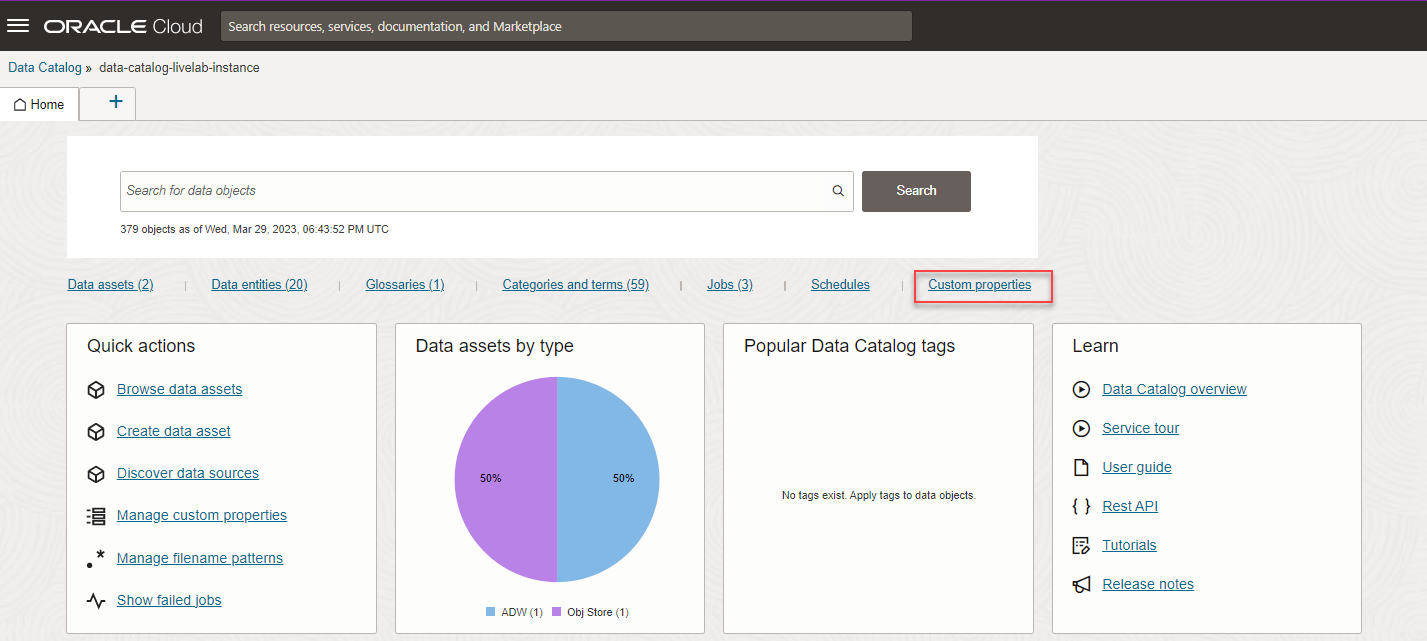 ORACLE Cloud
Search resources, services, documentation, and Marketplace
Data Catalog » data-catalog-livelab-instance
Home +
Search for data objects
Search
379 objects as of Wed, Mar 29, 2023, 06:43:52 PM UTC
Data assets (2) | Data entities (20) | Glossaries (1) | Categories and terms (59) | Jobs (3) | Schedules | Custom properties
Quick actions
Browse data assets
Create data asset
Discover data sources
Manage custom properties
Manage filename patterns
Show failed jobs
Data assets by type
50% 50%
ADW (1) Obj Store (1)
Popular Data Catalog tags
No tags exist. Apply tags to data objects.
Learn
Data Catalog overview
Service tour
User guide
Rest API
Tutorials
Release notes